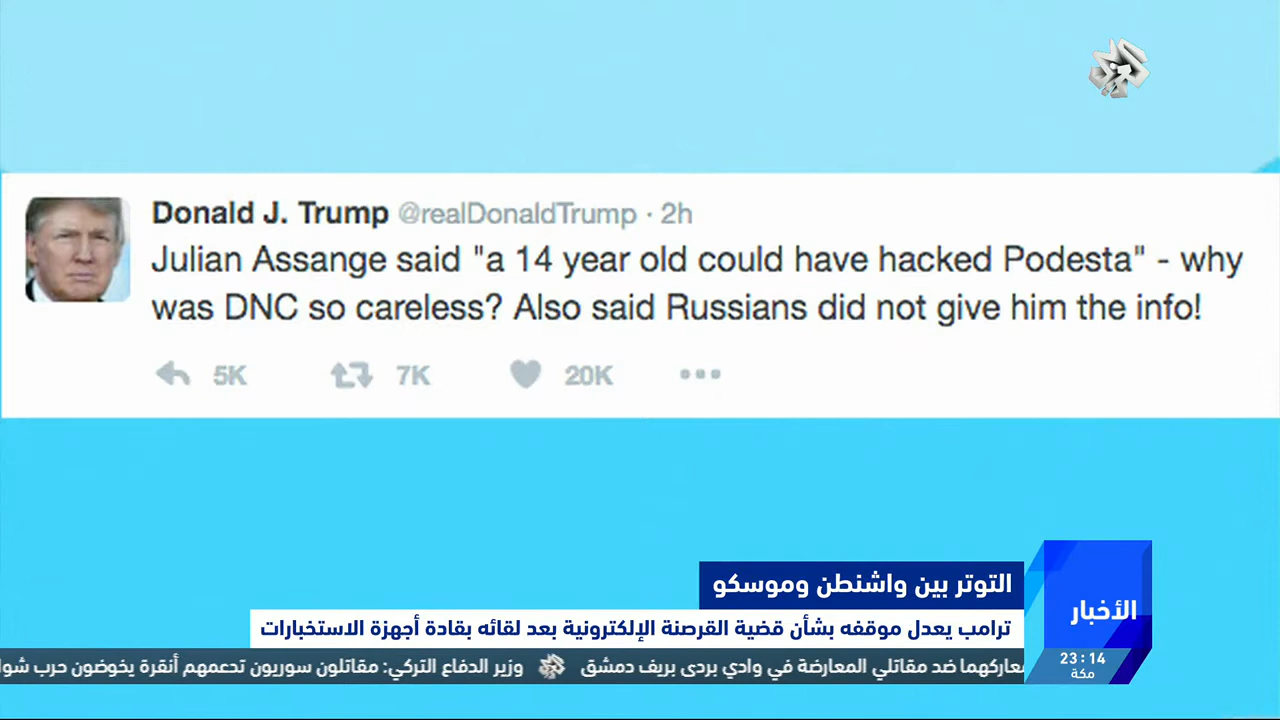 Donald J. Trump @realDonaldTrump · 2h
Julian Assange said "a 14 year old could have hacked Podesta" - why
was DNC so careless? Also said Russians did not give him the info!
5K 7K 20K
التوتر بين واشنطن وموسكو
الأخبار
ترامب يعدل موقفه بشأن قضية القرصنة الإلكترونية بعد لقائه بقادة أجهزة الاستخبارات
23:14
مكة
معاركهما ضد مقاتلي المعارضة في وادي بردى بريف دمشق وزير الدفاع التركي: مقاتلون سوريون تدعمهم أنقرة يخوضون حرب